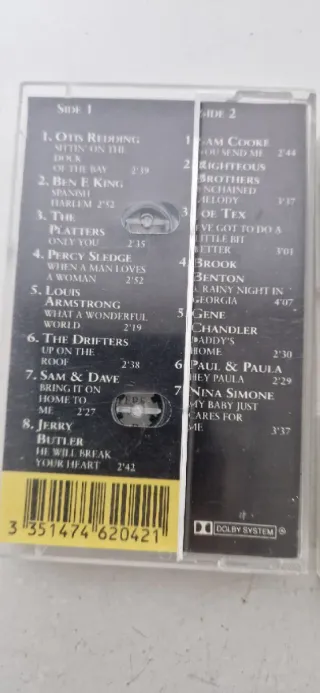 SIDE 1
1. OTIS REDDING
SITTIN' ON THE
DOCK
OF THE BAY 2'39
2. BEN E KING
SPANISH
HARLEM 2'52
3. THE
PLATTERS
ONLY YOU 2'35
4. PERCY SLEDGE
WHEN A MAN LOVES
A WOMAN 2'52
5. LOUIS
ARMSTRONG
WHAT A WONDERFUL
WORLD 2'19
6. THE DRIFTERS
UP ON THE
ROOF 2'38
7. SAM & DAVE
BRING IT ON
HOME TO
ME 2'27
8. JERRY
BUTLER
HE WILL BREAK
YOUR HEART 2'42
3 351474 620421
SIDE 2
1 SAM COOKE
YOU SEND ME 2'44
2 RIGHTEOUS
BROTHERS
UNCHAINED
MELODY 3'37
3 JOE TEX
I'VE GOT TO DO A
LITTLE BIT
BETTER 3'01
4 BROOK
BENTON
A RAINY NIGHT IN
GEORGIA 4'07
5 GENE
CHANDLER
DADDY'S
HOME 2'30
6 PAUL & PAULA
HEY PAULA 2'29
7 NINA SIMONE
MY BABY JUST
CARES FOR
ME 3'37
DOLBY SYSTEM ®